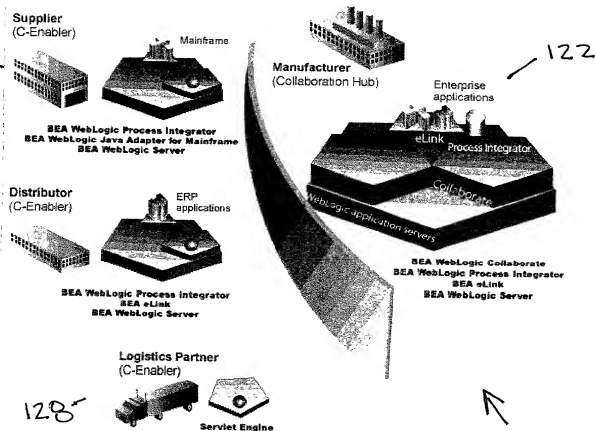 Supplier
(C-Enabler)
Mainframe
BEA WebLogic Process Integrator
BEA WebLogic Java Adapter for Mainframe
BEA WebLogic Server
Manufacturer
(Collaboration Hub)
122
Enterprise
applications
eLink
Process Integrator
Collaborate
WebLogic application servers
BEA WebLogic Collaborate
BEA WebLogic Process Integrator
BEA eLink
BEA WebLogic Server
Distributor
(C-Enabler)
ERP
applications
BEA WebLogic Process Integrator
BEA eLink
BEA WebLogic Server
Logistics Partner
(C-Enabler)
128
Servlet Engine